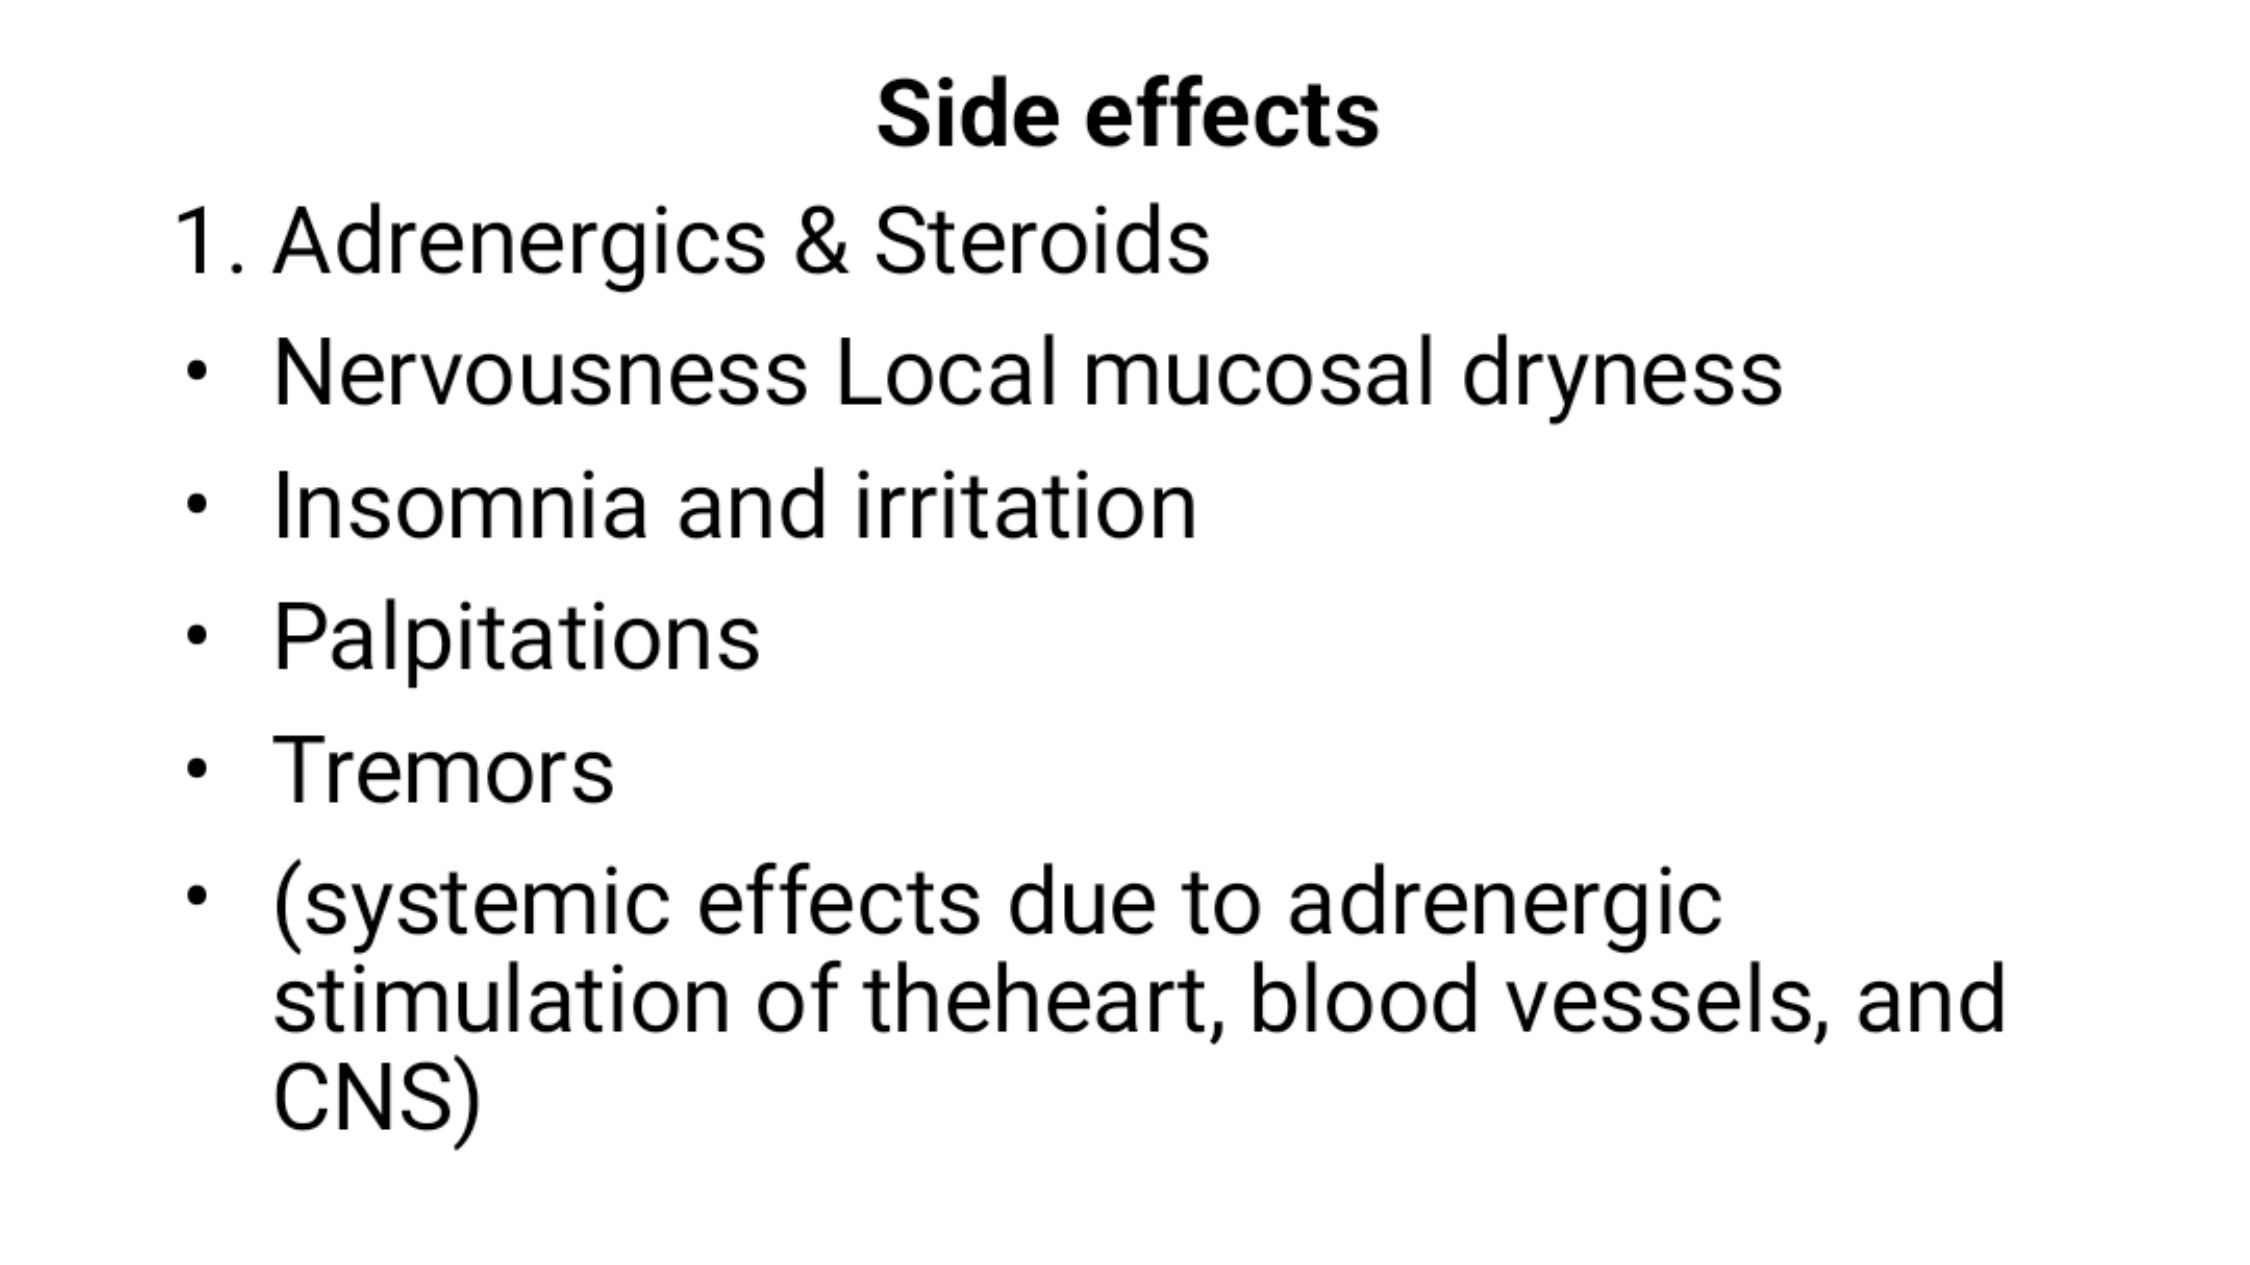 Side effects
1. Adrenergics & Steroids
• Nervousness Local mucosal dryness
• Insomnia and irritation
• Palpitations
• Tremors
• (systemic effects due to adrenergic
stimulation of theheart, blood vessels, and
CNS)